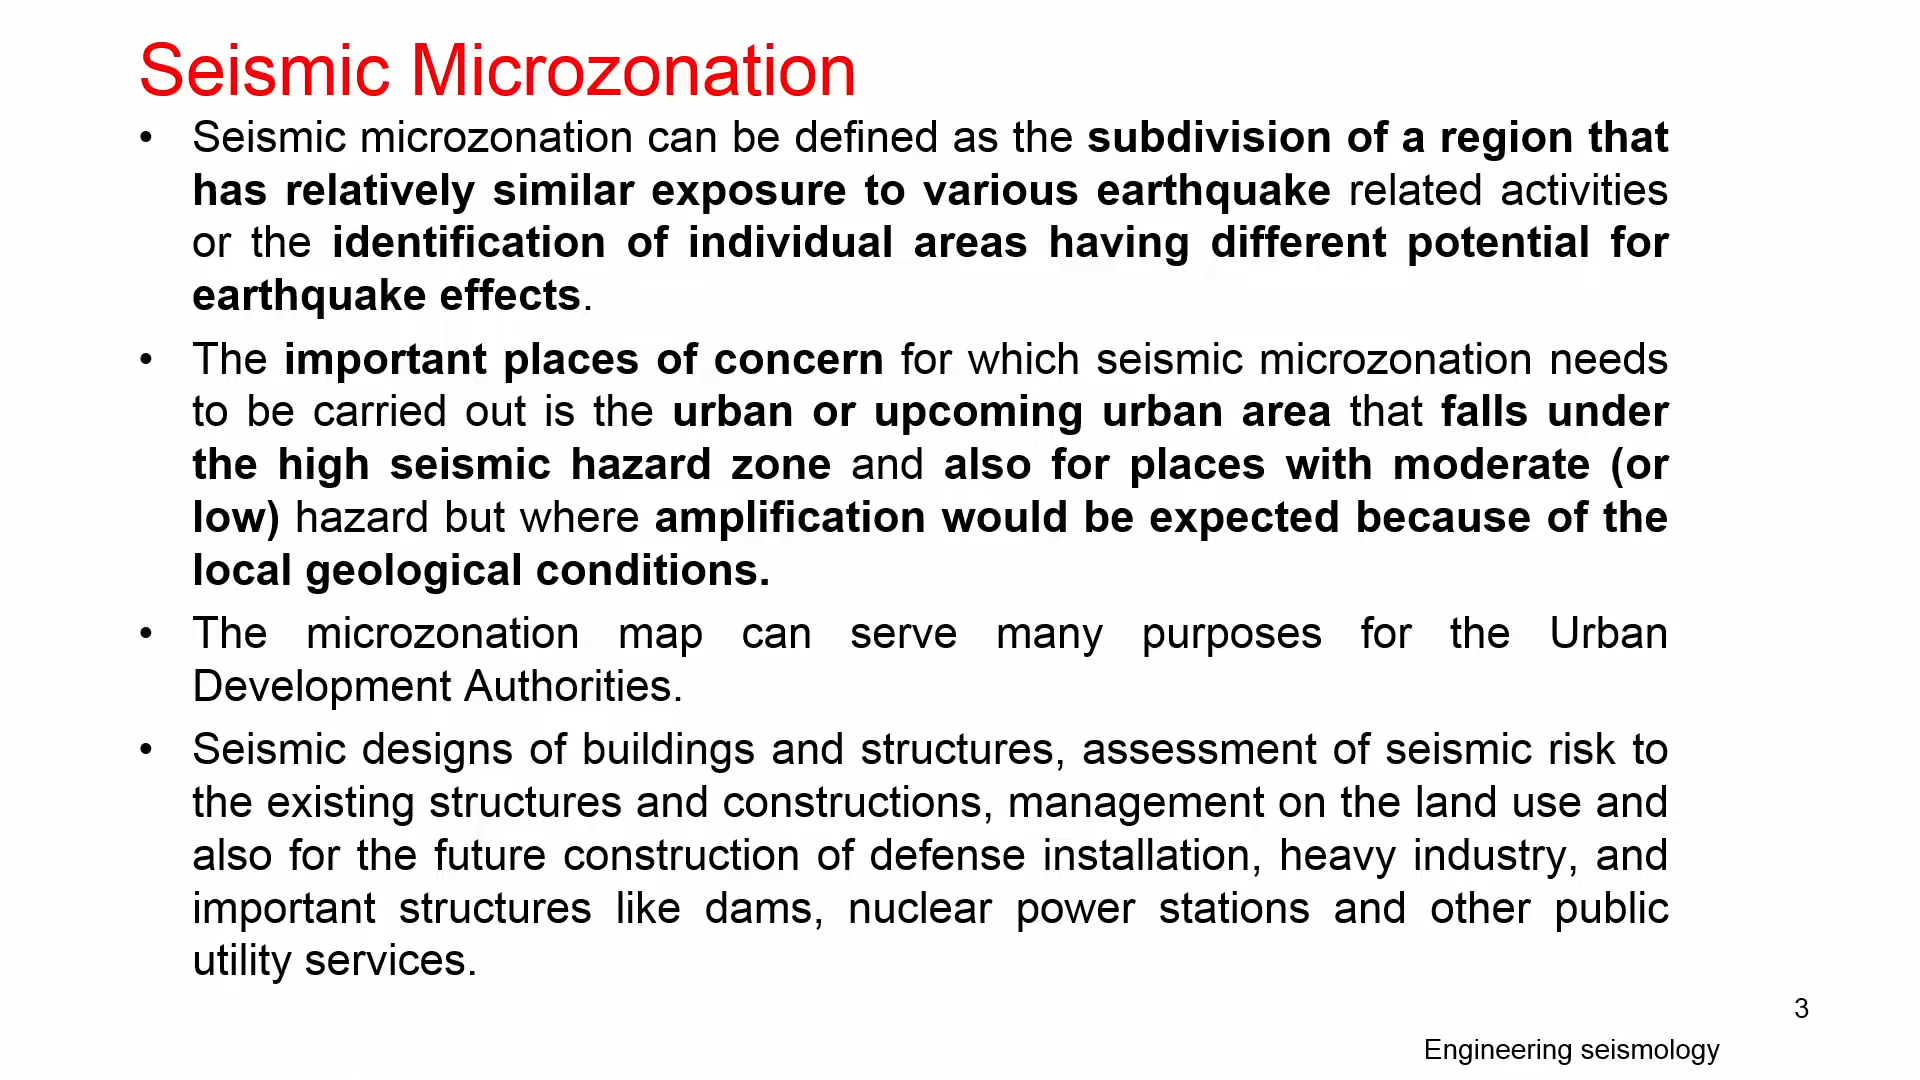 Seismic Microzonation
• Seismic microzonation can be defined as the subdivision of a region that
has relatively similar exposure to various earthquake related activities
or the identification of individual areas having different potential for
earthquake effects.
• The important places of concern for which seismic microzonation needs
to be carried out is the urban or upcoming urban area that falls under
the high seismic hazard zone and also for places with moderate (or
low) hazard but where amplification would be expected because of the
local geological conditions.
• The microzonation map can serve many purposes for the Urban
Development Authorities.
• Seismic designs of buildings and structures, assessment of seismic risk to
the existing structures and constructions, management on the land use and
also for the future construction of defense installation, heavy industry, and
important structures like dams, nuclear power stations and other public
utility services.
3
Engineering seismology